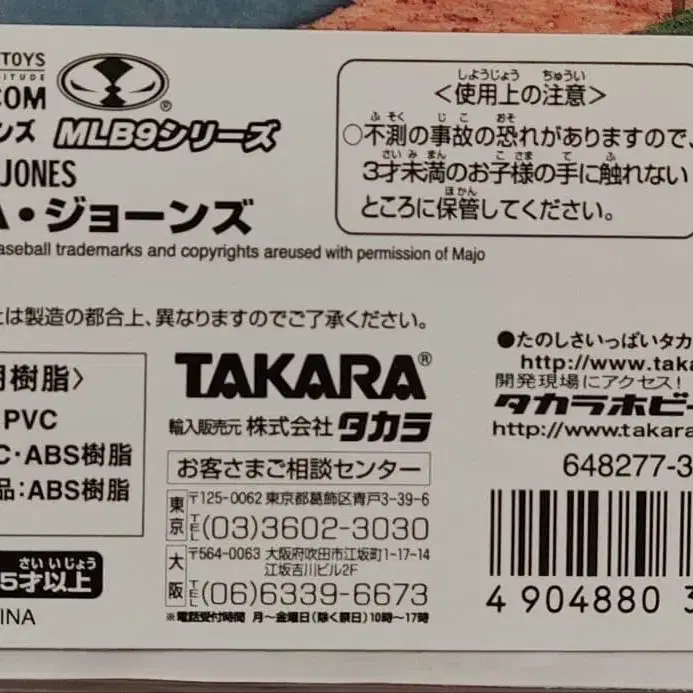 TOYS
ITUDE
COM
ンズ MLB9シリーズ
JONES
A・ジョーンズ
aseball trademarks and copyrights areused with permission of Majo
しようじょう ちゅうい
<使用上の注意>
ふそく じこ おそ
○不測の事故の恐れがありますので、
さいみまん こさま て ふ
3才未満のお子様の手に触れない
ほかん
ところに保管してください。
は製造の都合上、異なりますのでご了承ください。
用樹脂>
PVC
C・ABS樹脂
品:ABS樹脂
さいいじょう
5才以上
INA
TAKARA®
輸入販売元 株式会社タカラ
お客さまご相談センター
東京 〒125-0062 東京都葛飾区青戸3-39-6
TEL(03)3602-3030
大阪 〒564-0063 大阪府吹田市江坂町1-17-14
江坂吉川ビル2F
TEL(06)6339-6673
※電話受付時間 月〜金曜日(除く祭日)10時〜17時
●たのしさいっぱいタカ
http://www.taka
開発現場にアクセス!
タカラホビー
http://www.takara
648277-3
4 904880 3